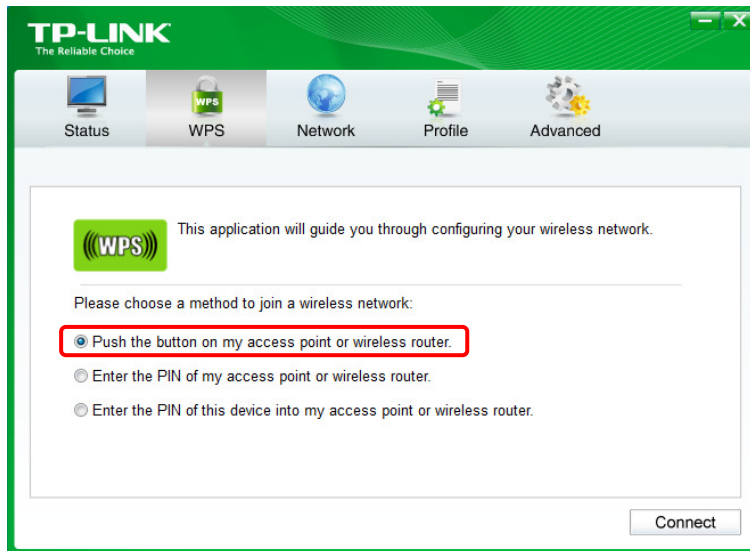 TP-LINK
The Reliable Choice
WPS
Status WPS Network Profile Advanced
WPS
This application will guide you through configuring your wireless network.
Please choose a method to join a wireless network:
Push the button on my access point or wireless router.
Enter the PIN of my access point or wireless router.
Enter the PIN of this device into my access point or wireless router.
Connect